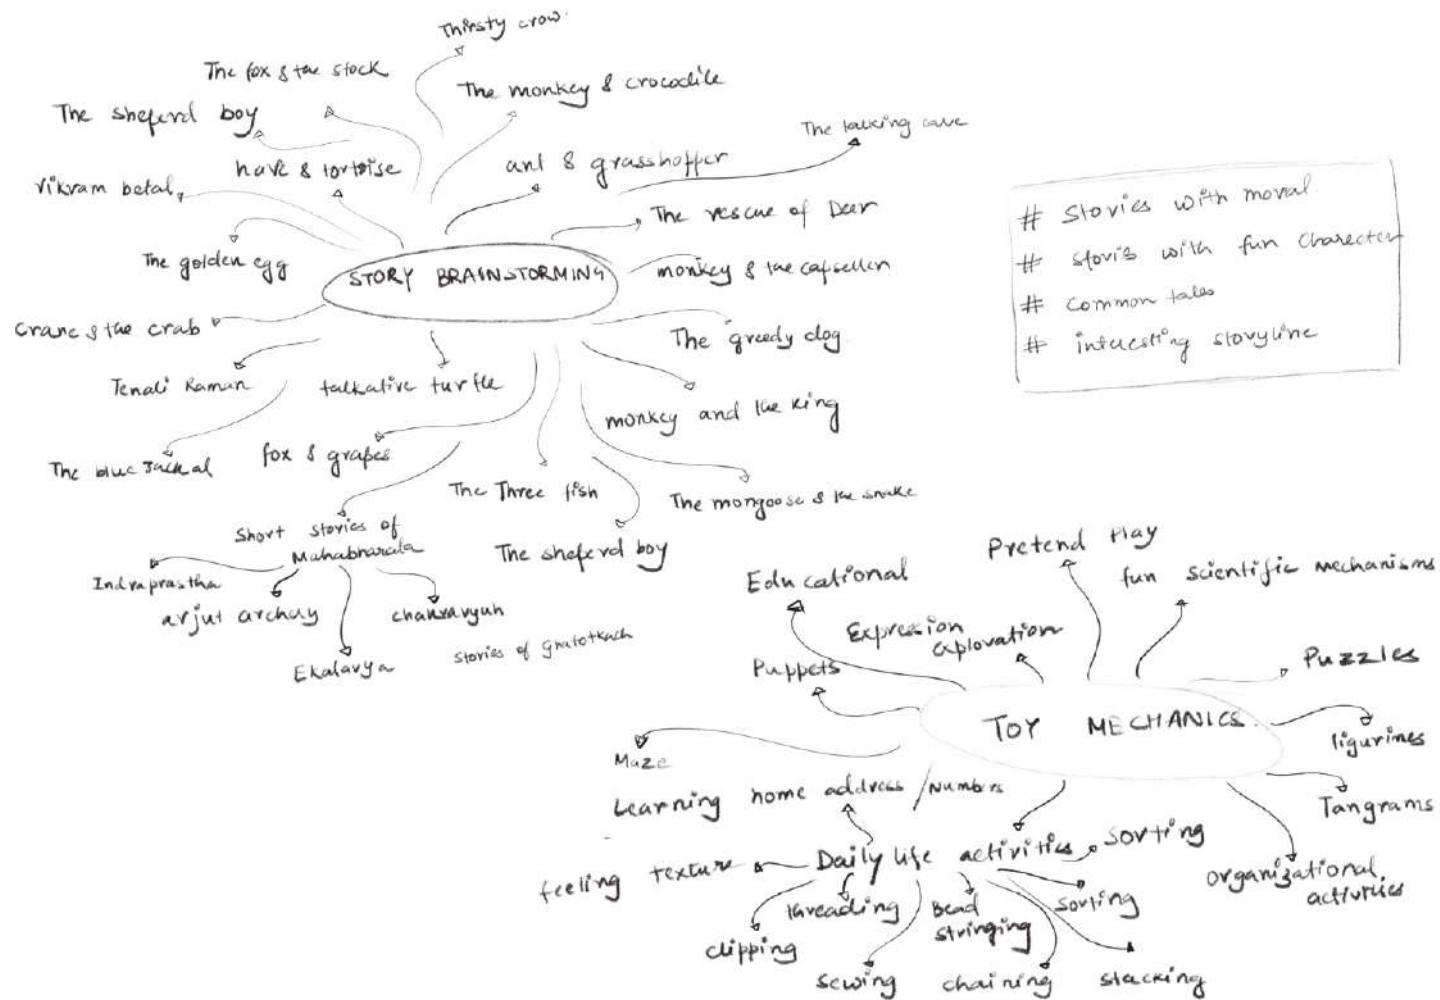 Thirsty crow.
The fox & the stock
The monkey & crocodile
The sheperd boy
The talking cave
hare & tortoise
ant & grasshopper
vikram betal
The rescue of Deer
The golden egg
STORY BRAINSTORMING
monkey & the capseller
Crane & the crab
The greedy dog
Tenali Raman
talkative turtle
monkey and the king
The blue Jackal
fox & grapes
The Three fish
The mongoose & the snake
Short stories of
Mahabharata
The sheperd boy
Indraprastha
arjut archay
chakravyuh
Ekalavya
stories of Ghatotkach
# Stories with moral.
# storis with fun charecter
# common tales
# interesting storyline
Pretend Play
Educational
fun scientific mechanisms
Expression
explovation
Puppets
Puzzles
TOY MECHANICS.
ligurines
Maze
Learning home address / Numbers
Tangrams
Daily life activities
Sorting
feeling texture
organizational
activities
threading
Bead
stringing
Sorting
clipping
sewing
chaining
stacking